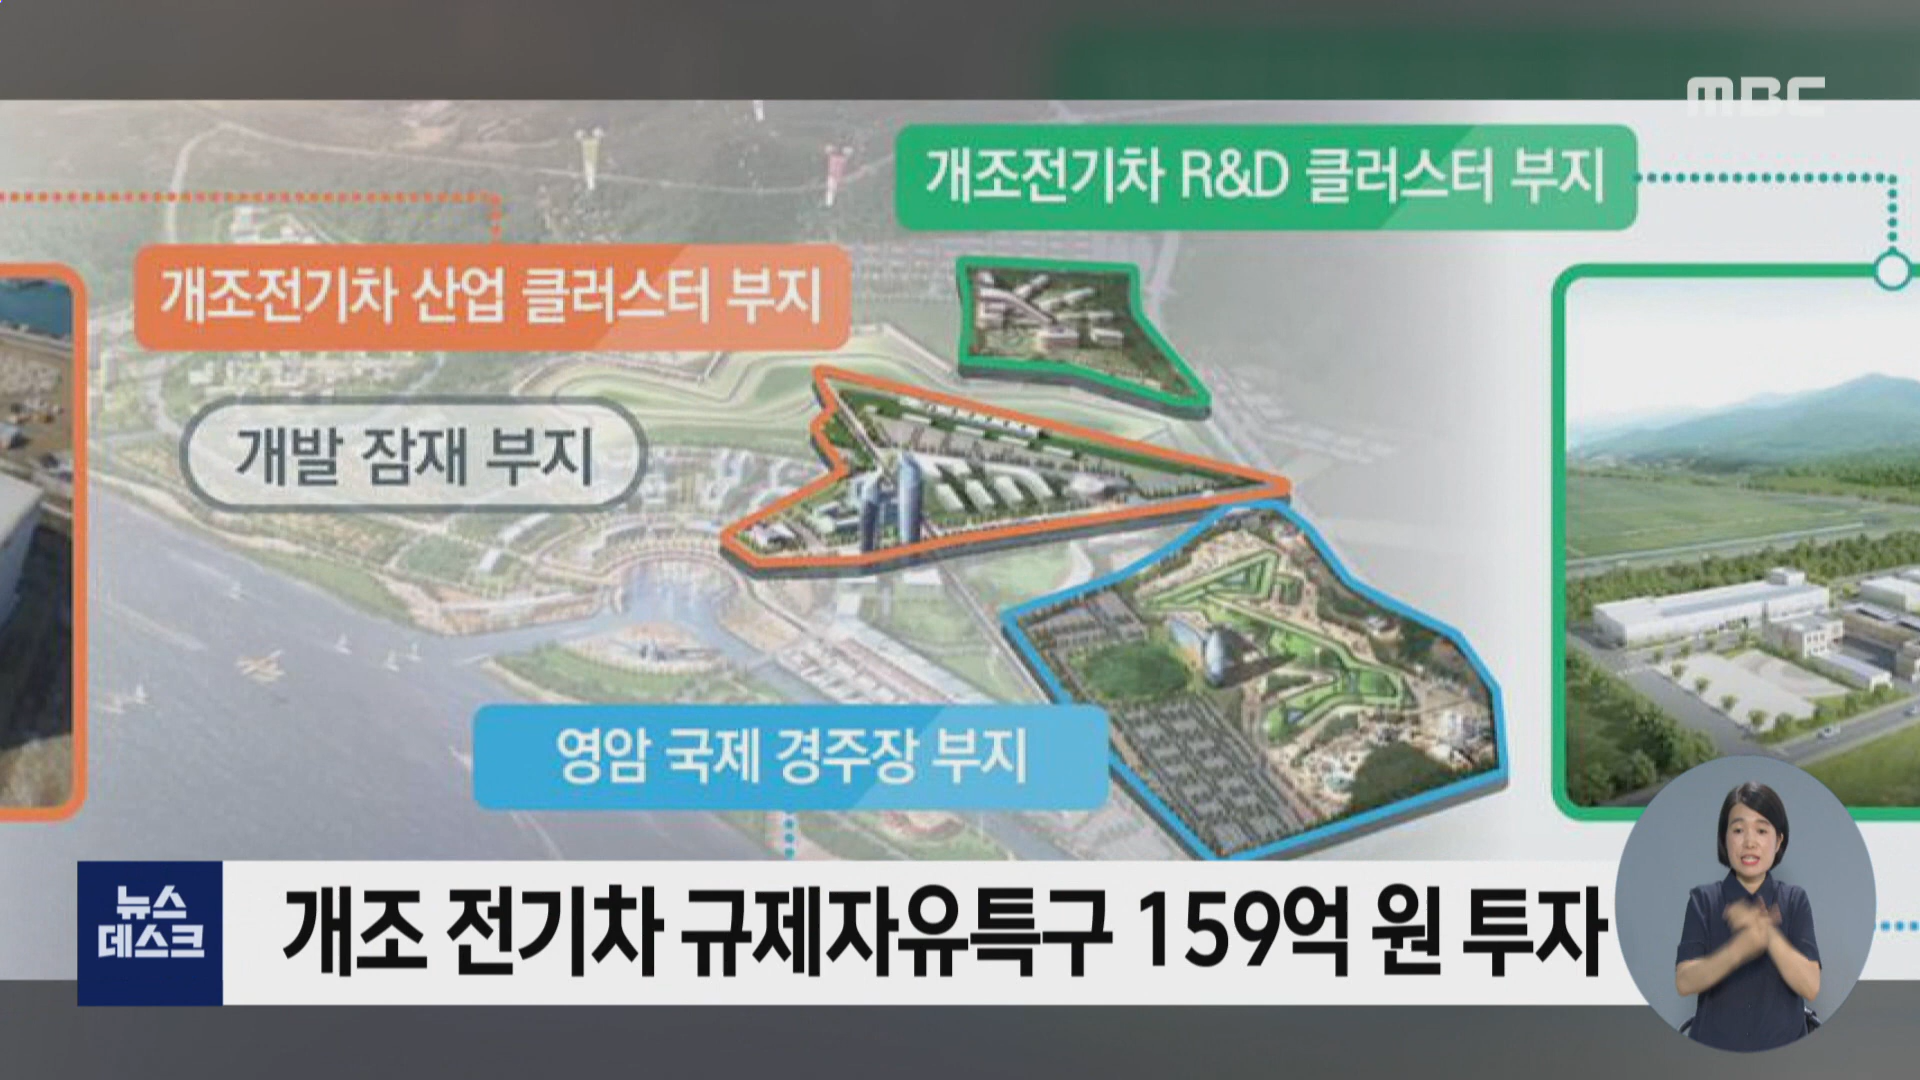 MBC
개조전기차 R&D 클러스터 부지
개조전기차 산업 클러스터 부지
개발 잠재 부지
영암 국제 경주장 부지
뉴스
데스크
개조 전기차 규제자유특구 159억 원 투자